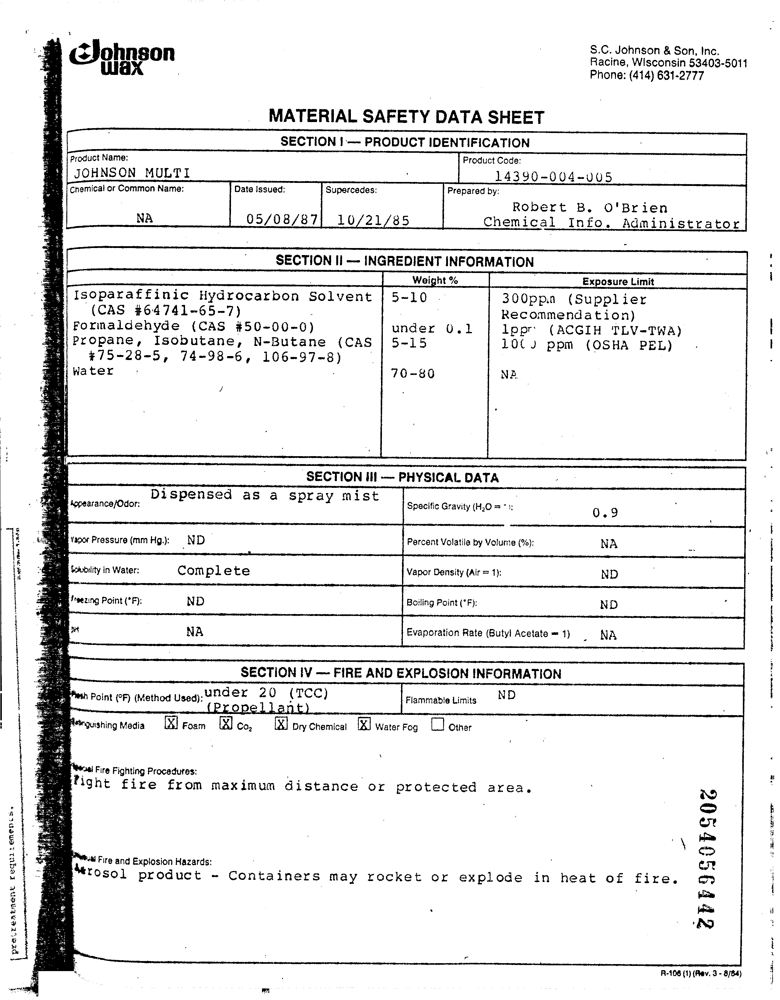 Johnson
wax
S.C. Johnson & Son, Inc.
Racine, Wisconsin 53403-5011
Phone: (414) 631-2777
MATERIAL SAFETY DATA SHEET
SECTION I — PRODUCT IDENTIFICATION
Product Name:
JOHNSON MULTI
Product Code:
14390-004-005
Chemical or Common Name:
NA
Date Issued:
05/08/87
Supercedes:
10/21/85
Prepared by:
Robert B. O'Brien
Chemical Info. Administrator
SECTION II — INGREDIENT INFORMATION
Weight % Exposure Limit
Isoparaffinic Hydrocarbon Solvent 5-10 300ppm (Supplier
(CAS #64741-65-7) Recommendation)
Formaldehyde (CAS #50-00-0) under 0.1 1pp (ACGIH TLV-TWA)
Propane, Isobutane, N-Butane (CAS 5-15 ppm (OSHA PEL)
#75-28-5, 74-98-6, 106-97-8)
Water 70-80 NA
SECTION III — PHYSICAL DATA
Appearance/Odor: Dispensed as a spray mist
Specific Gravity (H2O = 0.9
Vapor Pressure (mm Hg.): ND
Percent Volatile by Volume (%): NA
Solubility in Water: Complete
Vapor Density (Air = 1): ND
Freezing Point (°F): ND
Boiling Point (°F): ND
NA
Evaporation Rate (Butyl Acetate = 1) NA
SECTION IV — FIRE AND EXPLOSION INFORMATION
Point (ºF) (Method Used): under 20 (TCC)
(Propellant)
Flammable Limits ND
Extinguishing Media X Foam X Co2 X Dry Chemical X Water Fog Other
Fire Fighting Procedures:
Fight fire from maximum distance or protected area.
Fire and Explosion Hazards:
Aerosol product - Containers may rocket or explode in heat of fire.
2054056442
R-106 (1) (Rev. 3 - 8/84)
pretreatment requirements.